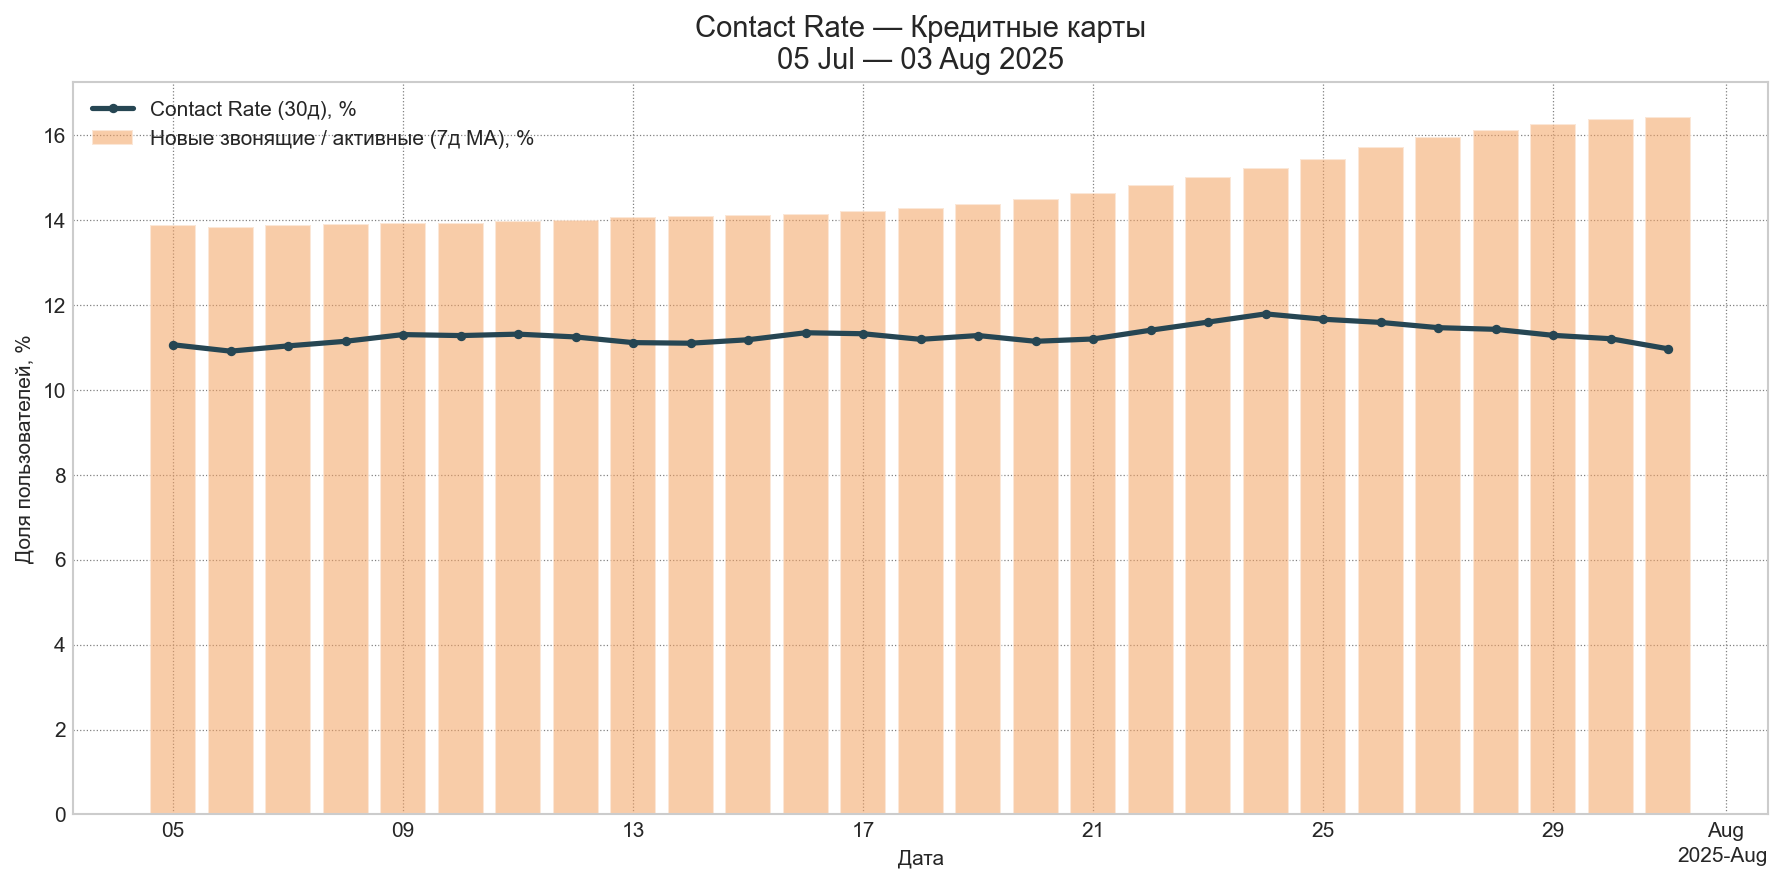 Contact Rate — Кредитные карты
05 Jul — 03 Aug 2025
Contact Rate (30д), %
Новые звонящие / активные (7д MA), %
Доля пользователей, %
16
14
12
10
8
6
4
2
0
05 09 13 17 21 25 29 Aug
2025-Aug
Дата